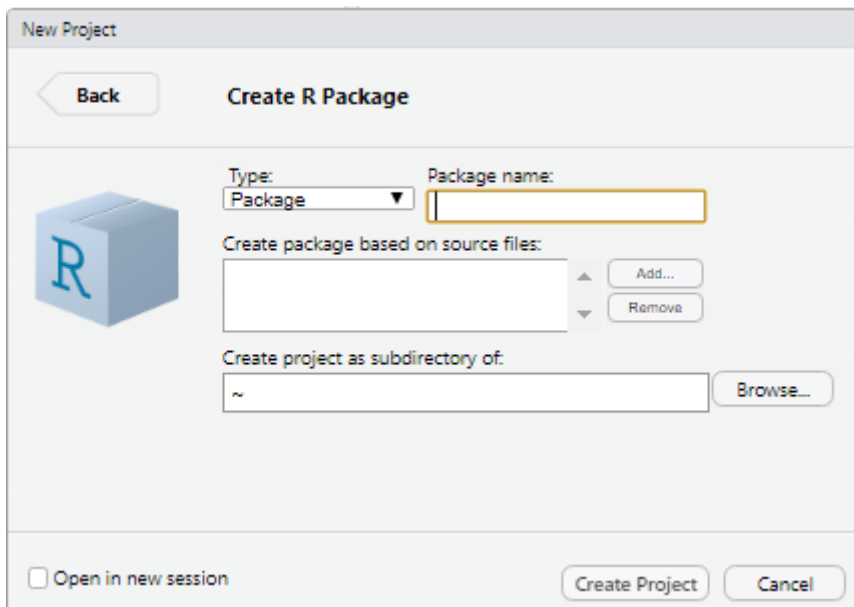 New Project
Back
Create R Package
Type:
Package name:
Package ▼
R
Create package based on source files:
Add...
Remove
Create project as subdirectory of:
~
Browse...
Open in new session
Create Project
Cancel